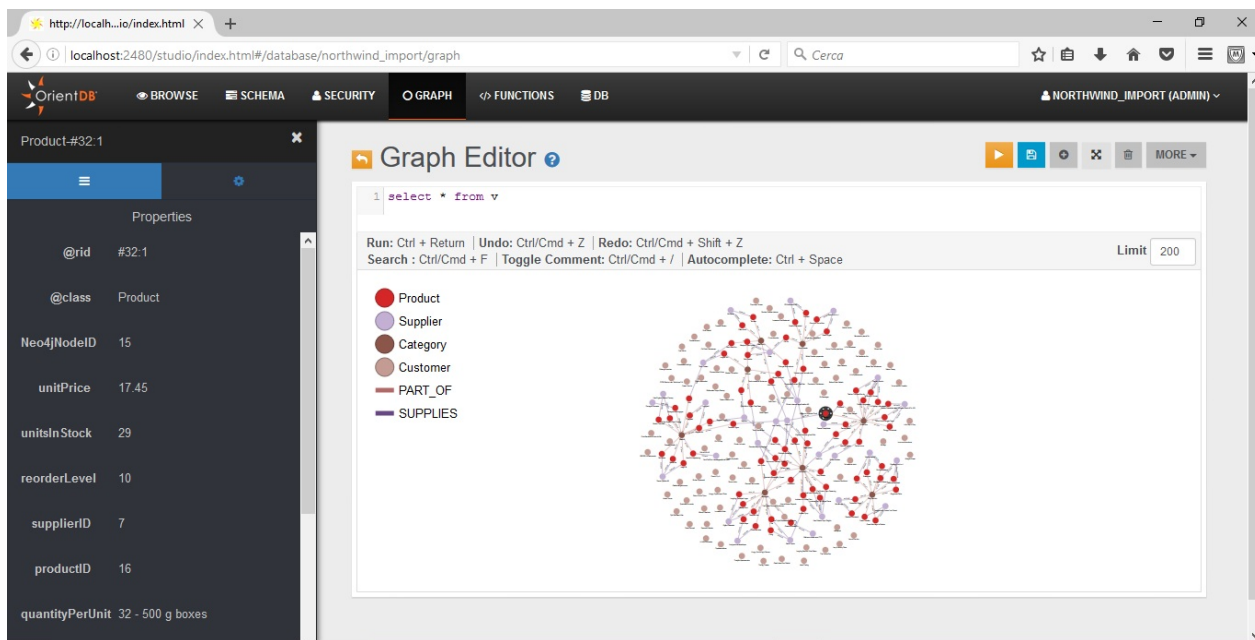 http://localh...io/index.html
localhost:2480/studio/index.html#/database/northwind_import/graph
Cerca
OrientDB
BROWSE
SCHEMA
SECURITY
GRAPH
FUNCTIONS
DB
NORTHWIND_IMPORT (ADMIN)
Product-#32:1
Properties
@rid #32:1
@class Product
Neo4jNodeID 15
unitPrice 17.45
unitsInStock 29
reorderLevel 10
supplierID 7
productID 16
quantityPerUnit 32 - 500 g boxes
Graph Editor
MORE
1 select * from v
Run: Ctrl + Return | Undo: Ctrl/Cmd + Z | Redo: Ctrl/Cmd + Shift + Z
Search : Ctrl/Cmd + F | Toggle Comment: Ctrl/Cmd + / | Autocomplete: Ctrl + Space
Limit 200
Product
Supplier
Category
Customer
PART_OF
SUPPLIES